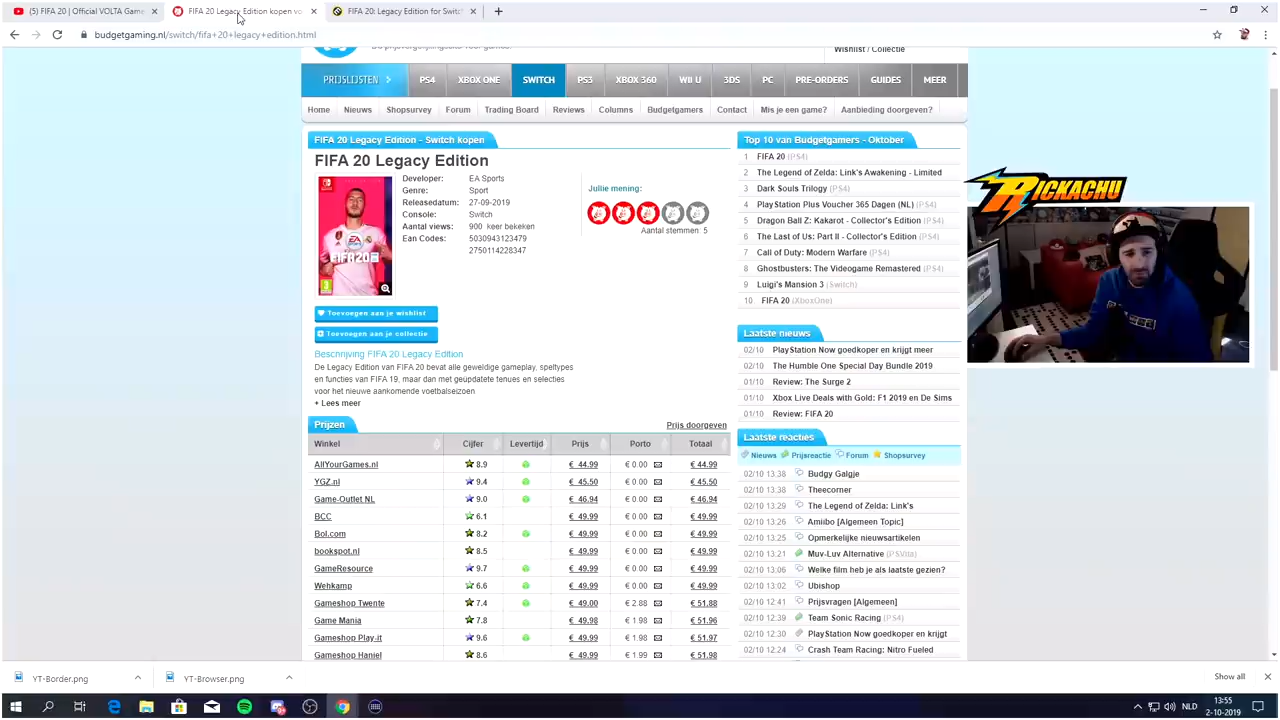 (5) FIFA 20 | Official VOLTA Game
FIFA 20 Legacy Edition kopen vo
FIFA 20: Legacy Edition for Switch
budgetgaming.nl/switch/fifa+20+legacy+edition.html
Wishlist / Collectie
PRIJSLIJSTEN
PS4
XBOX ONE
SWITCH
PS3
XBOX 360
WII U
3DS
PC
PRE-ORDERS
GUIDES
MEER
Home
Nieuws
Shopsurvey
Forum
Trading Board
Reviews
Columns
Budgetgamers
Contact
Mis je een game?
Aanbieding doorgeven?
FIFA 20 Legacy Edition - Switch kopen
FIFA 20 Legacy Edition
Developer: EA Sports
Genre: Sport
Releasedatum: 27-09-2019
Console: Switch
Aantal views: 900 keer bekeken
Ean Codes: 5030943123479
2750114228347
Jullie mening:
Aantal stemmen: 5
EA SPORTS
FIFA 20
Toevoegen aan je wishlist
Toevoegen aan je collectie
Beschrijving FIFA 20 Legacy Edition
De Legacy Edition van FIFA 20 bevat alle geweldige gameplay, speltypes
en functies van FIFA 19, maar dan met geüpdatete tenues en selecties
voor het nieuwe aankomende voetbalseizoen.
+ Lees meer
Prijzen
Prijs doorgeven
Winkel Cijfer Levertijd Prijs Porto Totaal
AllYourGames.nl 8.9 € 44.99 € 0.00 € 44.99
YGZ.nl 9.4 € 45.50 € 0.00 € 45.50
Game-Outlet NL 9.0 € 46.94 € 0.00 € 46.94
BCC 6.1 € 49.99 € 0.00 € 49.99
Bol.com 8.2 € 49.99 € 0.00 € 49.99
bookspot.nl 8.5 € 49.99 € 0.00 € 49.99
GameResource 9.7 € 49.99 € 0.00 € 49.99
Wehkamp 6.6 € 49.99 € 0.00 € 49.99
Gameshop Twente 7.4 € 49.00 € 2.88 € 51.88
Game Mania 7.8 € 49.98 € 1.98 € 51.96
Gameshop Play-it 9.6 € 49.99 € 1.98 € 51.97
Gameshop Haniel 8.6 € 49.99 € 1.99 € 51.98
Top 10 van Budgetgamers - Oktober
1 FIFA 20 (PS4)
2 The Legend of Zelda: Link's Awakening - Limited
3 Dark Souls Trilogy (PS4)
4 PlayStation Plus Voucher 365 Dagen (NL) (PS4)
5 Dragon Ball Z: Kakarot - Collector's Edition (PS4)
6 The Last of Us: Part II - Collector's Edition (PS4)
7 Call of Duty: Modern Warfare (PS4)
8 Ghostbusters: The Videogame Remastered (PS4)
9 Luigi's Mansion 3 (Switch)
10. FIFA 20 (XboxOne)
Laatste nieuws
02/10 PlayStation Now goedkoper en krijgt meer
02/10 The Humble One Special Day Bundle 2019
01/10 Review: The Surge 2
01/10 Xbox Live Deals with Gold: F1 2019 en De Sims
01/10 Review: FIFA 20
Laatste reacties
Nieuws Prijsreactie Forum Shopsurvey
02/10 13.38 Budgy Galgje
02/10 13:38 Theecorner
02/10 13:29 The Legend of Zelda: Link's
02/10 13:26 Amiibo [Algemeen Topic]
02/10 13:25 Opmerkelijke nieuwsartikelen
02/10 13:21 Muv-Luv Alternative (PSVita)
02/10 13:06 Welke film heb je als laatste gezien?
02/10 13:02 Ubishop
02/10 12:41 Prijsvragen [Algemeen]
02/10 12:39 Team Sonic Racing (PS4)
02/10 12:30 PlayStation Now goedkoper en krijgt
02/10 12:24 Crash Team Racing: Nitro Fueled
RICKACHU
YT-Border.png
YT-Browser.png
Show all
NLD
13:55
2-10-2019